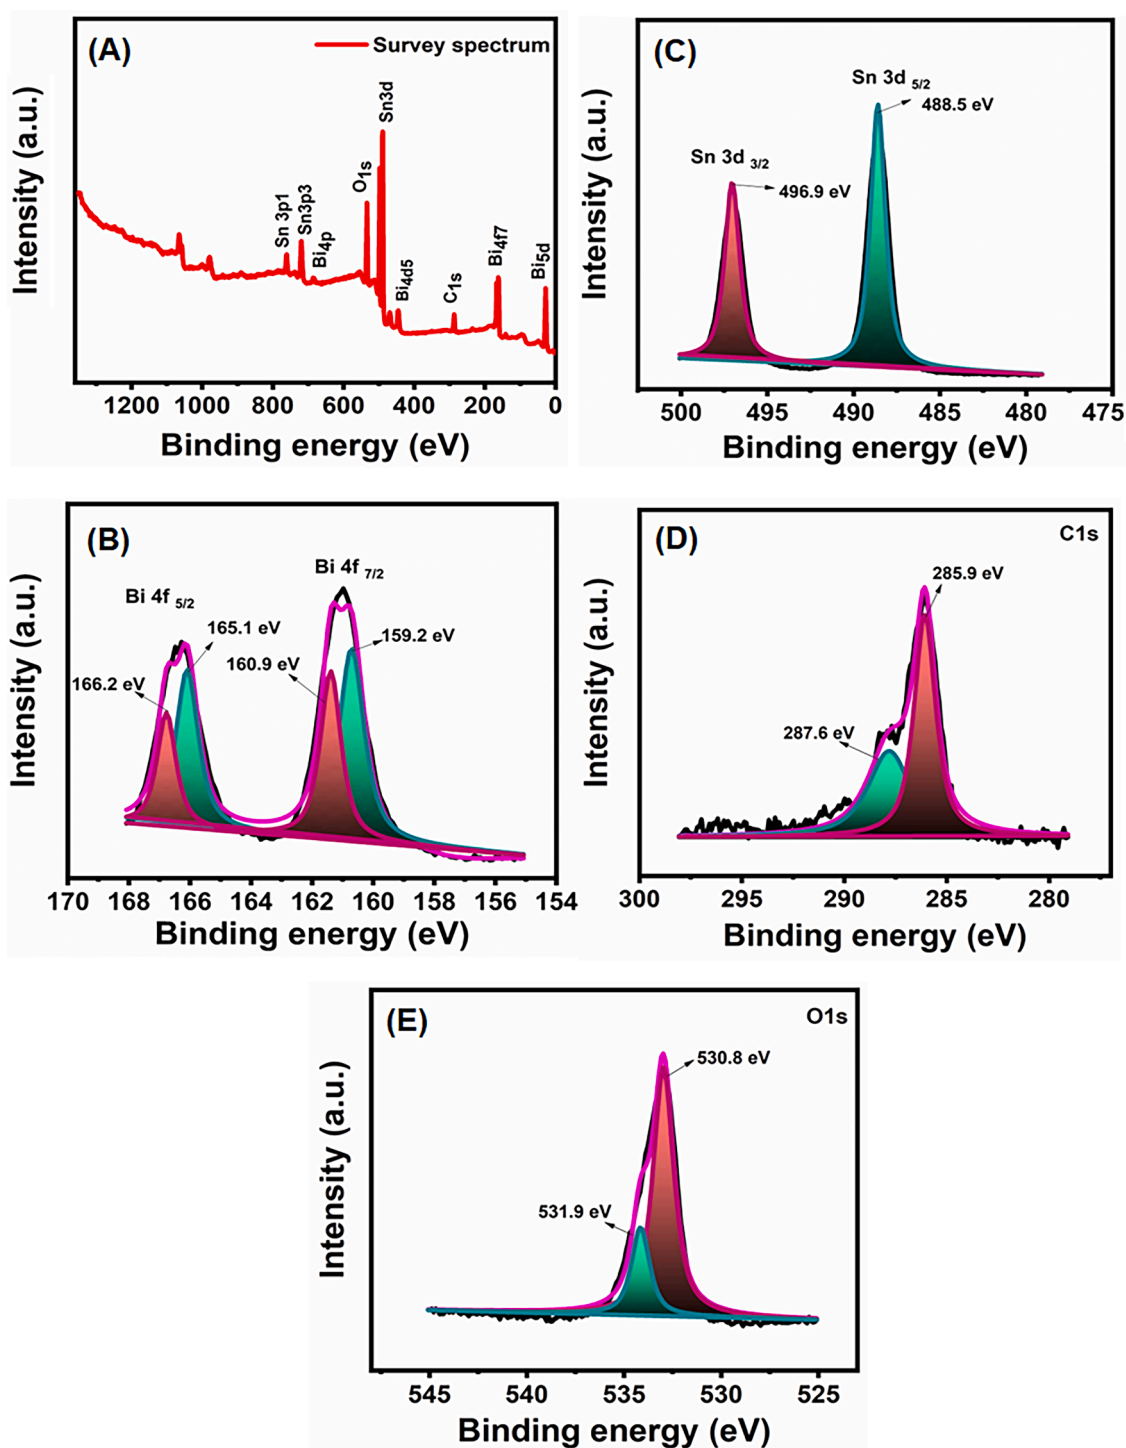 (A)
Survey spectrum
Sn 3p1
Sn3p3
Bi4p
O1s
Sn3d
Bi4d5
C1s
Bi4f7
Bi5d
Intensity (a.u.)
1200 1000 800 600 400 200 0
Binding energy (eV)
(C)
Sn 3d 5/2
488.5 eV
Sn 3d 3/2
496.9 eV
Intensity (a.u.)
500 495 490 485 480 475
Binding energy (eV)
(B)
Bi 4f 7/2
Bi 4f 5/2
165.1 eV
159.2 eV
160.9 eV
166.2 eV
Intensity (a.u.)
170 168 166 164 162 160 158 156 154
Binding energy (eV)
(D)
C1s
285.9 eV
287.6 eV
Intensity (a.u.)
300 295 290 285 280
Binding energy (eV)
(E)
O1s
530.8 eV
531.9 eV
Intensity (a.u.)
545 540 535 530 525
Binding energy (eV)